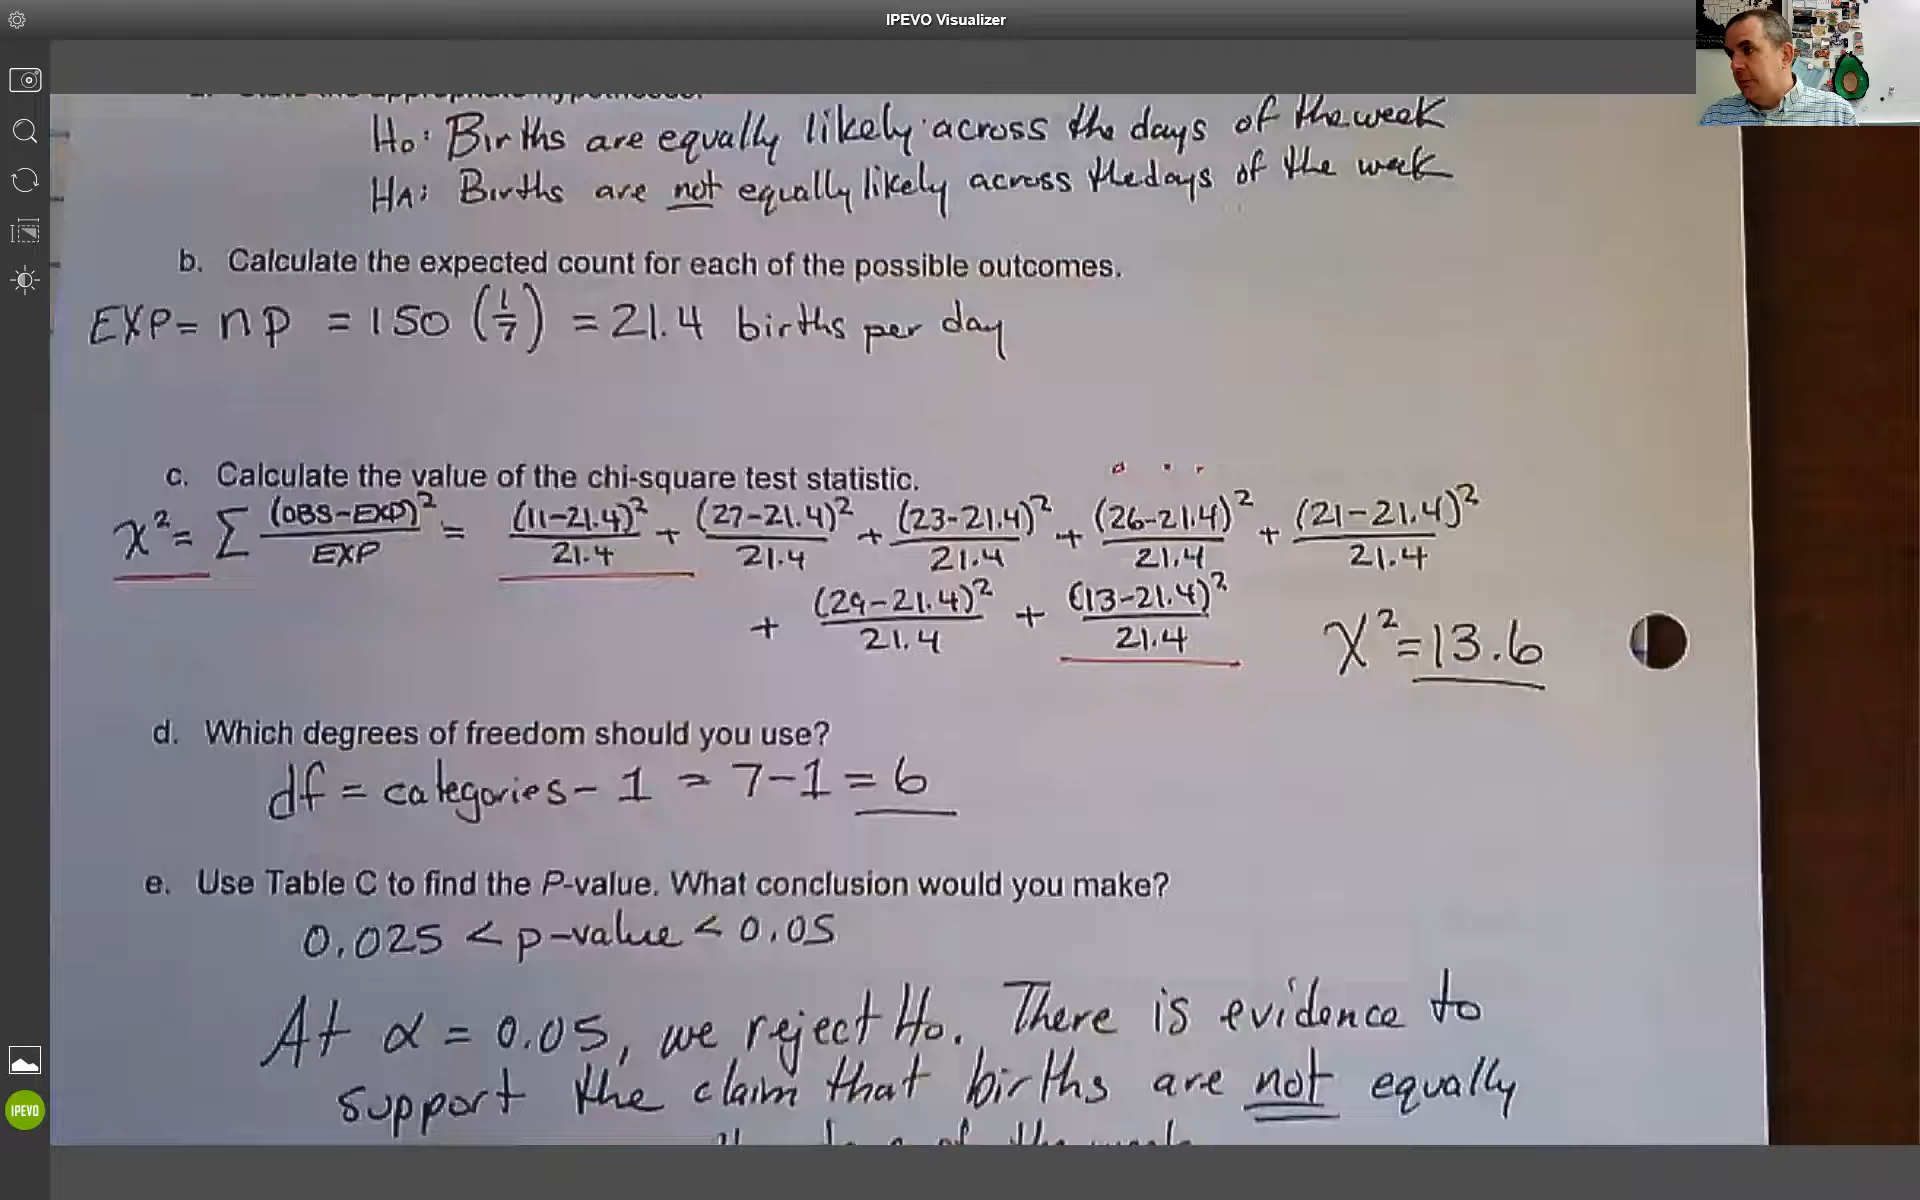 IPEVO Visualizer
Ho: Births are equally likely across the days of the week
HA: Births are not equally likely across the days of the week
b. Calculate the expected count for each of the possible outcomes.
EXP = np = 150 (1/7) = 21.4 births per day
c. Calculate the value of the chi-square test statistic.
χ² = Σ (OBS-EXP)²/EXP = (11-21.4)²/21.4 + (27-21.4)²/21.4 + (23-21.4)²/21.4 + (26-21.4)²/21.4 + (21-21.4)²/21.4
+ (29-21.4)²/21.4 + (13-21.4)²/21.4 χ² = 13.6
d. Which degrees of freedom should you use?
df = categories - 1 = 7-1 = 6
e. Use Table C to find the P-value. What conclusion would you make?
0.025 < p-value < 0.05
At α = 0.05, we reject Ho. There is evidence to
support the claim that births are not equally
IPEVO